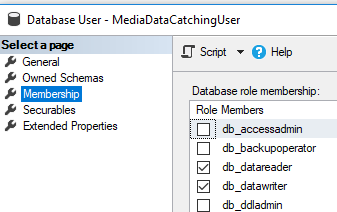 Database User - MediaDataCatchingUser
Select a page
General
Owned Schemas
Membership
Securables
Extended Properties
Script
Help
Database role membership:
Role Members
db_accessadmin
db_backupoperator
db_datareader
db_datawriter
db_ddladmin